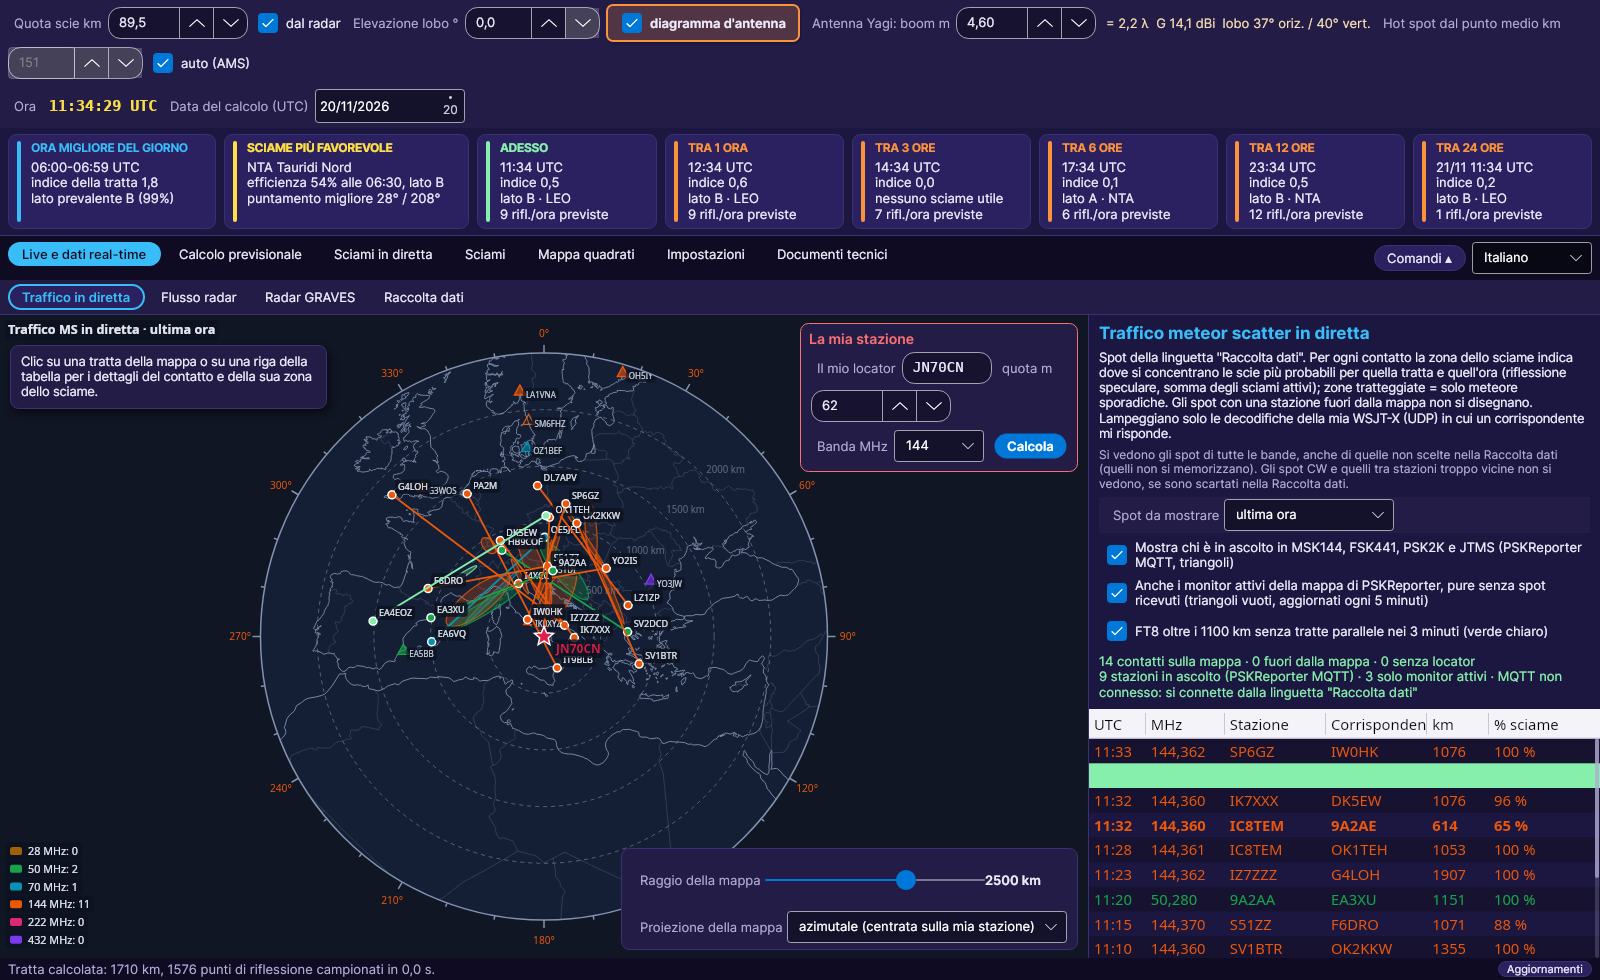 Quota scie km 89,5 dal radar Elevazione lobo ° 0,0 diagramma d'antenna Antenna Yagi: boom m 4,60 = 2,2 λ G 14,1 dBi lobo 37° oriz. / 40° vert. Hot spot dal punto medio km
151 auto (AMS)
Ora 11:34:29 UTC Data del calcolo (UTC) 20/11/2026 20
ORA MIGLIORE DEL GIORNO
06:00-06:59 UTC
indice della tratta 1,8
lato prevalente B (99%)
SCIAME PIÙ FAVOREVOLE
NTA Tauridi Nord
efficienza 54% alle 06:30, lato B
puntamento migliore 28° / 208°
ADESSO
11:34 UTC
indice 0,5
lato B · LEO
9 rifl./ora previste
TRA 1 ORA
12:34 UTC
indice 0,6
lato B · LEO
9 rifl./ora previste
TRA 3 ORE
14:34 UTC
indice 0,0
nessuno sciame utile
7 rifl./ora previste
TRA 6 ORE
17:34 UTC
indice 0,1
lato A · NTA
6 rifl./ora previste
TRA 12 ORE
23:34 UTC
indice 0,5
lato B · NTA
12 rifl./ora previste
TRA 24 ORE
21/11 11:34 UTC
indice 0,2
lato B · LEO
1 rifl./ora previste
Live e dati real-time Calcolo previsionale Sciami in diretta Sciami Mappa quadrati Impostazioni Documenti tecnici Comandi ▴ Italiano
Traffico in diretta Flusso radar Radar GRAVES Raccolta dati
Traffico MS in diretta · ultima ora
Clic su una tratta della mappa o su una riga della
tabella per i dettagli del contatto e della sua zona
dello sciame.
La mia stazione
Il mio locator JN70CN quota m
62
Banda MHz 144 Calcola
0°
330° 30°
300° 60°
270° 90°
240° 120°
210°
180°
2000 km
1500 km
1000 km
LA1VNA
SM6FHZ
OZ1BEF
G4LOH
PA2M
DL7APV
SP6GZ
OK1TEH
OK2KKW
DK5EW
HB9COF
9A2AA
YO2IS
YO3JW
F6DRO
LZ1ZP
EA4EOZ
EA3XU
IW0HK
IZ7ZZZ
IK7XXX
SV2DCD
EA6VQ
EA5BB
JN70CN
SV1BTR
IT9BLB
28 MHz: 0
50 MHz: 2
70 MHz: 1
144 MHz: 11
222 MHz: 0
432 MHz: 0
Raggio della mappa 2500 km
Proiezione della mappa azimutale (centrata sulla mia stazione)
Traffico meteor scatter in diretta
Spot della linguetta "Raccolta dati". Per ogni contatto la zona dello sciame indica
dove si concentrano le scie più probabili per quella tratta e quell'ora (riflessione
speculare, somma degli sciami attivi); zone tratteggiate = solo meteore
sporadiche. Gli spot con una stazione fuori dalla mappa non si disegnano.
Lampeggiano solo le decodifiche della mia WSJT-X (UDP) in cui un corrispondente
mi risponde.
Si vedono gli spot di tutte le bande, anche di quelle non scelte nella Raccolta dati
(quelli non si memorizzano). Gli spot CW e quelli tra stazioni troppo vicine non si
vedono, se sono scartati nella Raccolta dati.
Spot da mostrare ultima ora
Mostra chi è in ascolto in MSK144, FSK441, PSK2K e JTMS (PSKReporter
MQTT, triangoli)
Anche i monitor attivi della mappa di PSKReporter, pure senza spot
ricevuti (triangoli vuoti, aggiornati ogni 5 minuti)
FT8 oltre i 1100 km senza tratte parallele nei 3 minuti (verde chiaro)
14 contatti sulla mappa · 0 fuori dalla mappa · 0 senza locator
9 stazioni in ascolto (PSKReporter MQTT) · 3 solo monitor attivi · MQTT non
connesso: si connette dalla linguetta "Raccolta dati"
UTC MHz Stazione Corrisponden km % sciame
11:33 144,362 SP6GZ IW0HK 1076 100 %
11:32 144,360 IK7XXX DK5EW 1076 96 %
11:32 144,360 IC8TEM 9A2AE 614 65 %
11:28 144,361 IC8TEM OK1TEH 1053 100 %
11:23 144,362 IZ7ZZZ G4LOH 1907 100 %
11:20 50,280 9A2AA EA3XU 1151 100 %
11:15 144,370 S51ZZ F6DRO 1071 88 %
11:10 144,360 SV1BTR OK2KKW 1355 100 %
Tratta calcolata: 1710 km, 1576 punti di riflessione campionati in 0,0 s.
Aggiornamenti